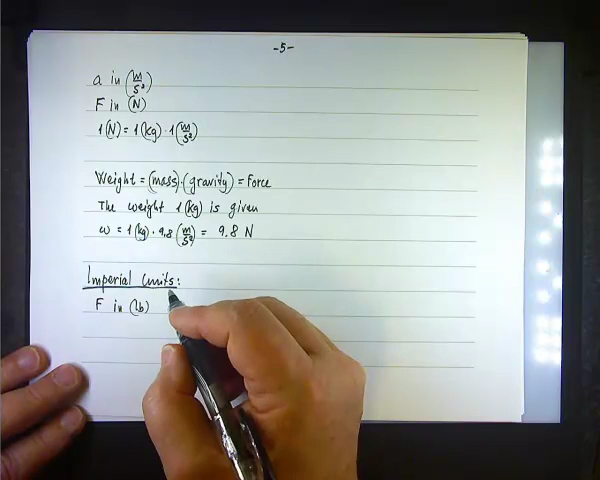 -5-
a in (m/s²)
F in (N)
1(N) = 1(kg) · 1(m/s²)
Weight = (mass)·(gravity) = Force
The weight 1(kg) is given
w = 1(kg) · 9,8 (m/s²) = 9,8 N
Imperial Units:
F in (lb)